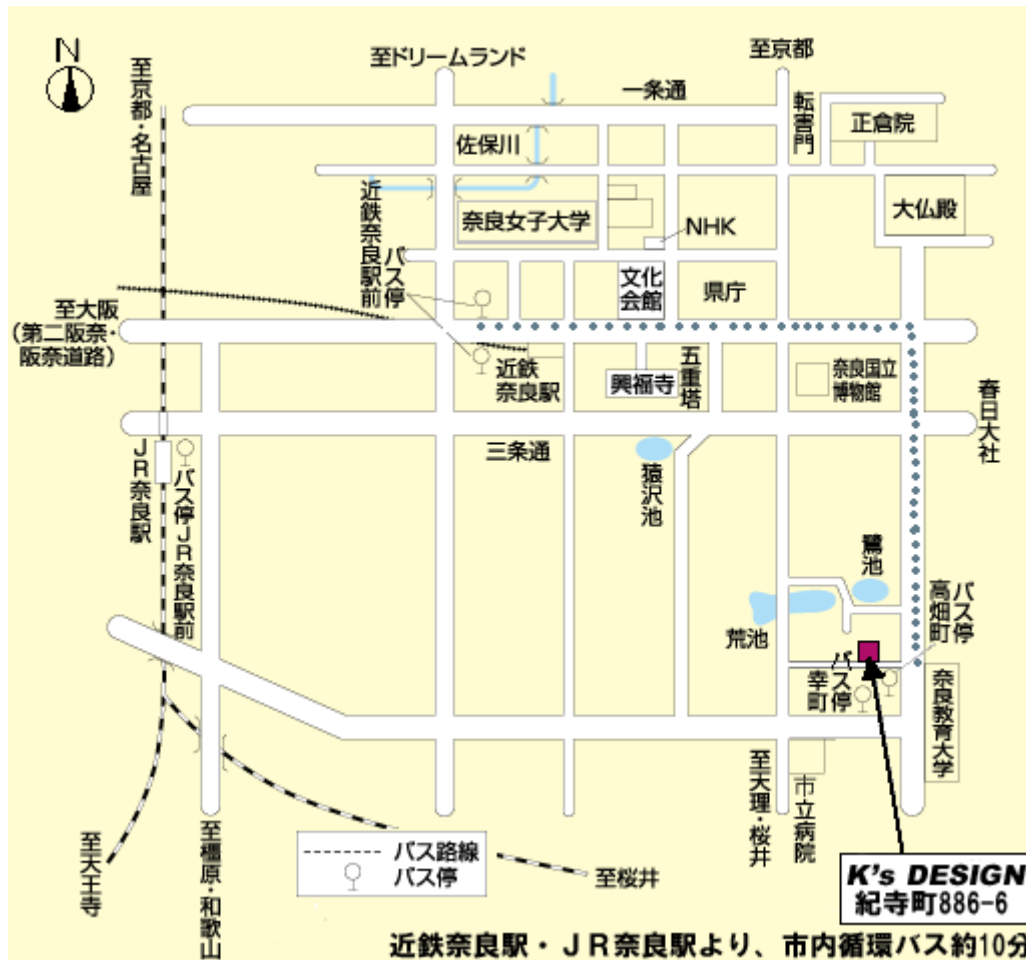 N
至京都・名古屋
至ドリームランド
至京都
一条通
転害門
正倉院
佐保川
近鉄奈良駅前
バス停
奈良女子大学
大仏殿
NHK
文化
会館
県庁
至大阪
(第二阪奈・
阪奈道路)
近鉄
奈良駅
興福寺
五重塔
奈良国立
博物館
春日大社
三条通
猿沢池
JR奈良駅
バス停JR奈良駅前
鷺池
バス停
高畑町
荒池
バス停
幸町
奈良教育大学
至天理・桜井
市立病院
至天王寺
至橿原・和歌山
バス路線
バス停
至桜井
K's DESIGN
紀寺町886-6
近鉄奈良駅・JR奈良駅より、市内循環バス約10分